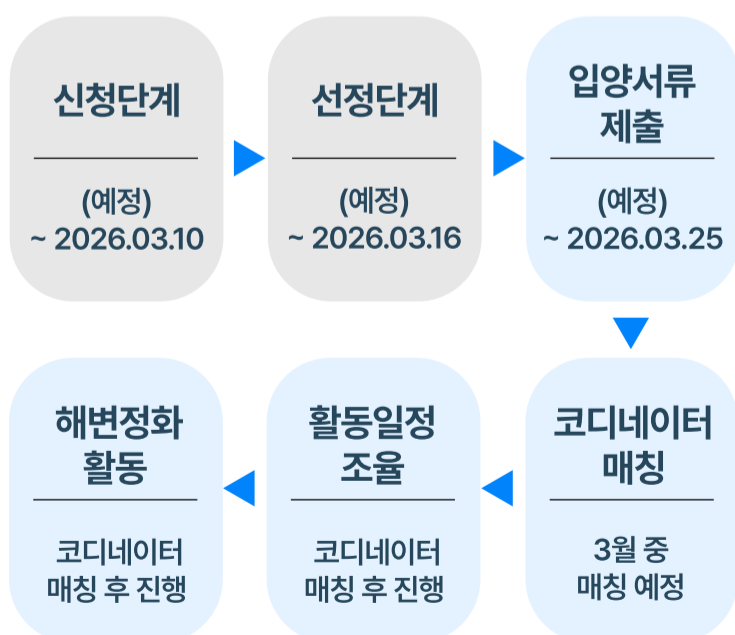 신청단계
(예정)
~ 2026.03.10
선정단계
(예정)
~ 2026.03.16
입양서류
제출
(예정)
~ 2026.03.25
코디네이터
매칭
3월 중
매칭 예정
활동일정
조율
코디네이터
매칭 후 진행
해변정화
활동
코디네이터
매칭 후 진행